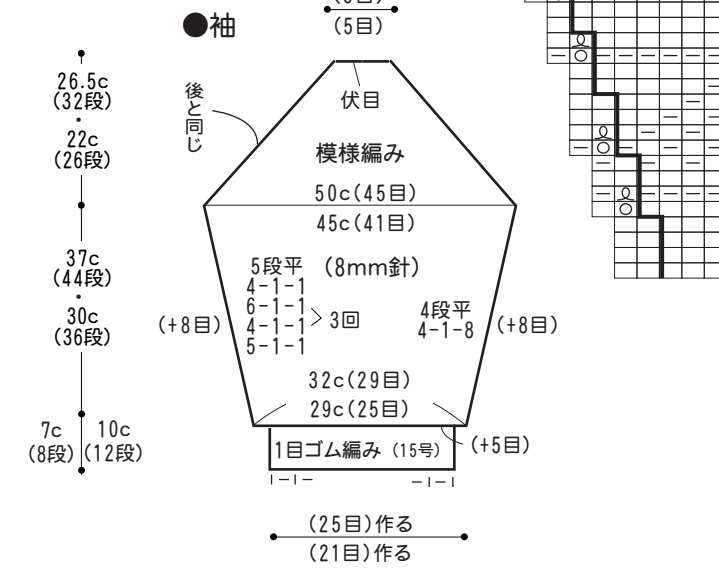 ●袖
(5目)
26.5c
(32段)
・
22c
(26段)
後と同じ
伏目
模様編み
50c(45目)
45c(41目)
37c
(44段)
・
30c
(36段)
(+8目)
5段平
4-1-1
6-1-1
4-1-1
5-1-1
3回
(8mm針)
4段平
4-1-8
(+8目)
32c(29目)
29c(25目)
7c
(8段)
10c
(12段)
1目ゴム編み (15号)
(+5目)
(25目)作る
(21目)作る